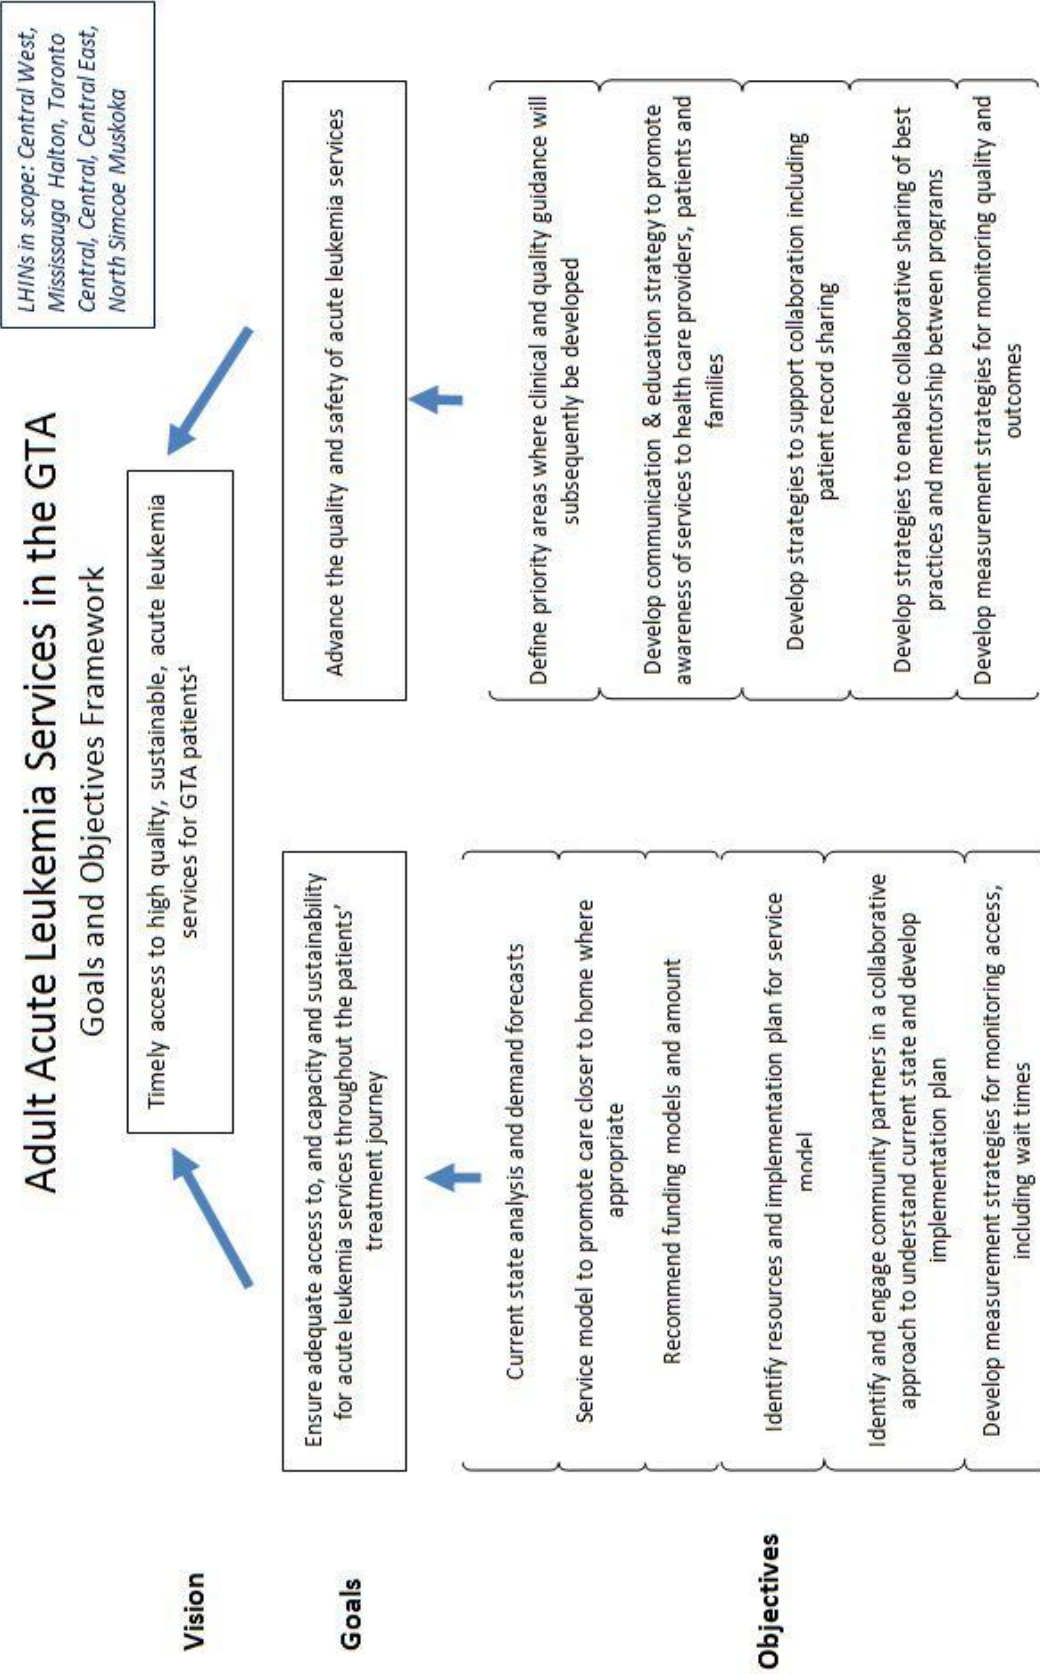 Adult Acute Leukemia Services in the GTA
Goals and Objectives Framework
LHINs in scope: Central West,
Mississauga Halton, Toronto
Central, Central, Central East,
North Simcoe Muskoka
Vision
Timely access to high quality, sustainable, acute leukemia
services for GTA patients¹
Goals
Ensure adequate access to, and capacity and sustainability
for acute leukemia services throughout the patients’
treatment journey
Advance the quality and safety of acute leukemia services
Objectives
Current state analysis and demand forecasts
Service model to promote care closer to home where
appropriate
Recommend funding models and amount
Identify resources and implementation plan for service
model
Identify and engage community partners in a collaborative
approach to understand current state and develop
implementation plan
Develop measurement strategies for monitoring access,
including wait times
Define priority areas where clinical and quality guidance will
subsequently be developed
Develop communication & education strategy to promote
awareness of services to health care providers, patients and
families
Develop strategies to support collaboration including
patient record sharing
Develop strategies to enable collaborative sharing of best
practices and mentorship between programs
Develop measurement strategies for monitoring quality and
outcomes